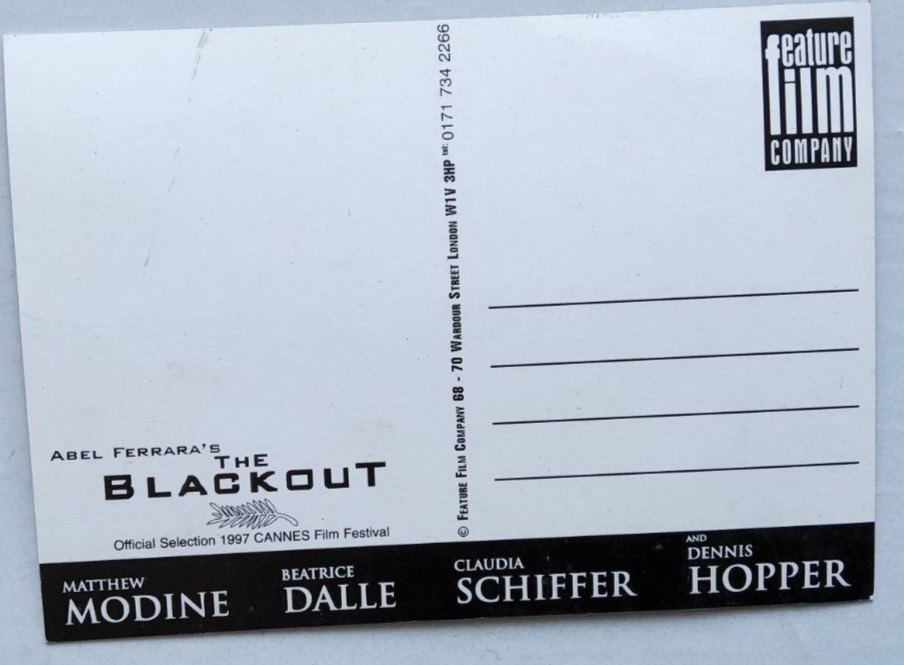 feature
film
COMPANY
© FEATURE FILM COMPANY 68 - 70 WARDOUR STREET LONDON W1V 3HP tel: 0171 734 2266
ABEL FERRARA'S
THE
BLACKOUT
Official Selection 1997 CANNES Film Festival
MATTHEW
MODINE
BEATRICE
DALLE
CLAUDIA
SCHIFFER
AND
DENNIS
HOPPER